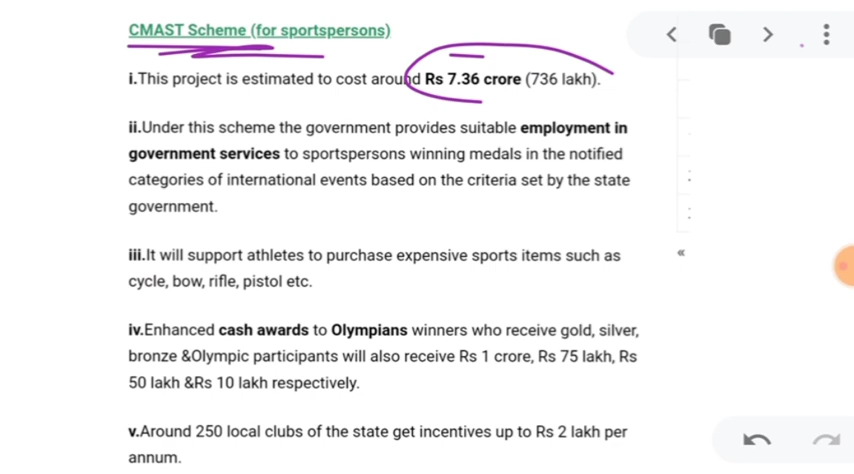 CMAST Scheme (for sportspersons)
i.This project is estimated to cost around Rs 7.36 crore (736 lakh).
ii.Under this scheme the government provides suitable employment in
government services to sportspersons winning medals in the notified
categories of international events based on the criteria set by the state
government.
iii.It will support athletes to purchase expensive sports items such as
cycle, bow, rifle, pistol etc.
iv.Enhanced cash awards to Olympians winners who receive gold, silver,
bronze &Olympic participants will also receive Rs 1 crore, Rs 75 lakh, Rs
50 lakh &Rs 10 lakh respectively.
v.Around 250 local clubs of the state get incentives up to Rs 2 lakh per
annum.